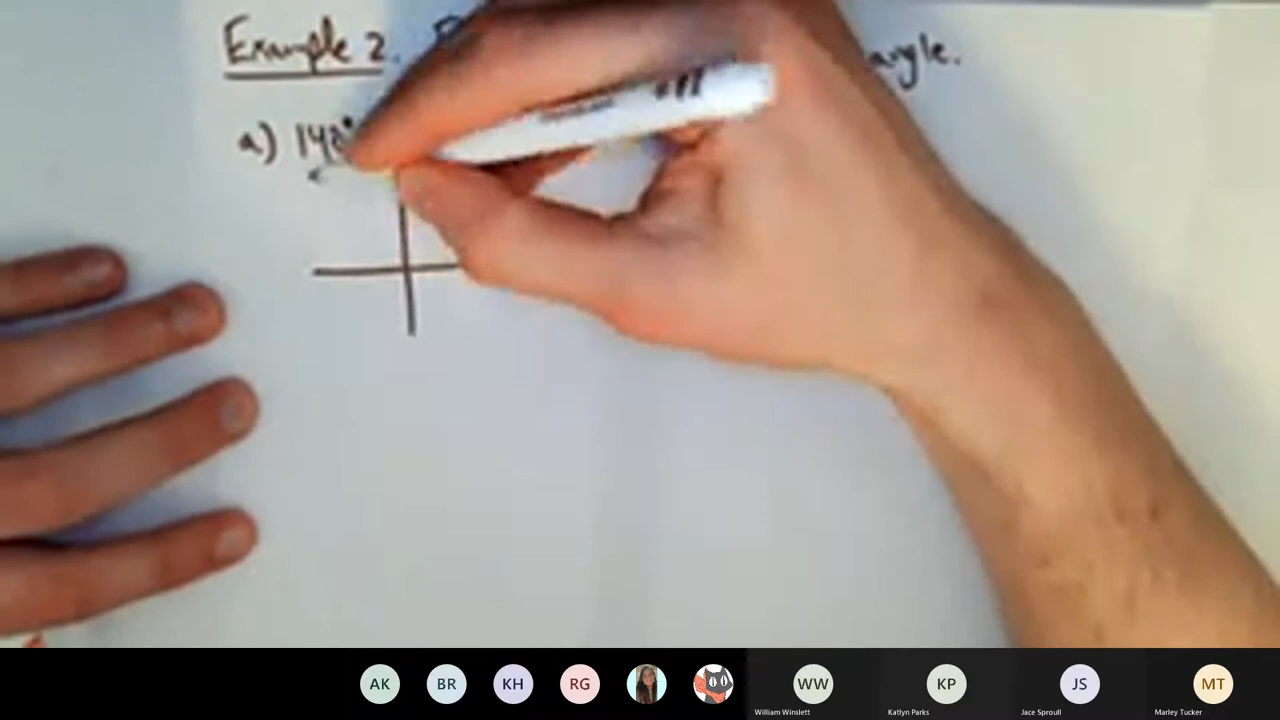 Example 2. angle.
a) 148°
AK BR KH RG WW KP JS MT
William Winslett Katlyn Parks Jace Sproull Marley Tucker